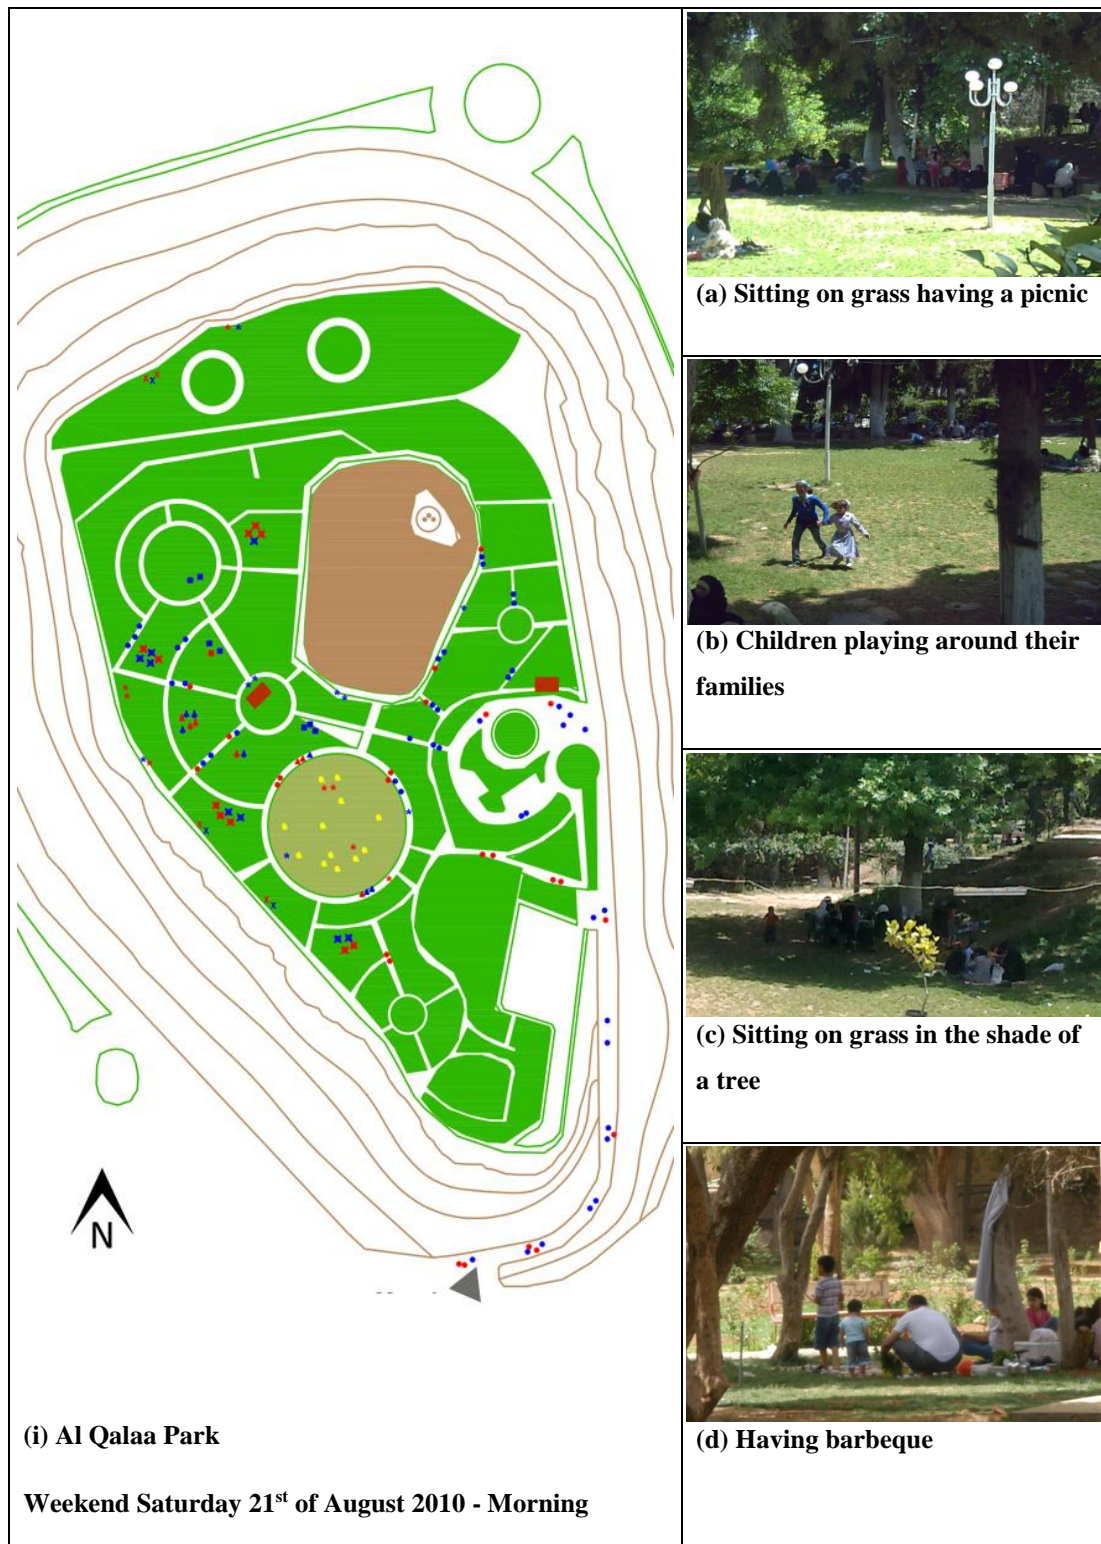 N
(i) Al Qalaa Park
Weekend Saturday 21st of August 2010 - Morning
(a) Sitting on grass having a picnic
(b) Children playing around their
families
(c) Sitting on grass in the shade of
a tree
(d) Having barbeque